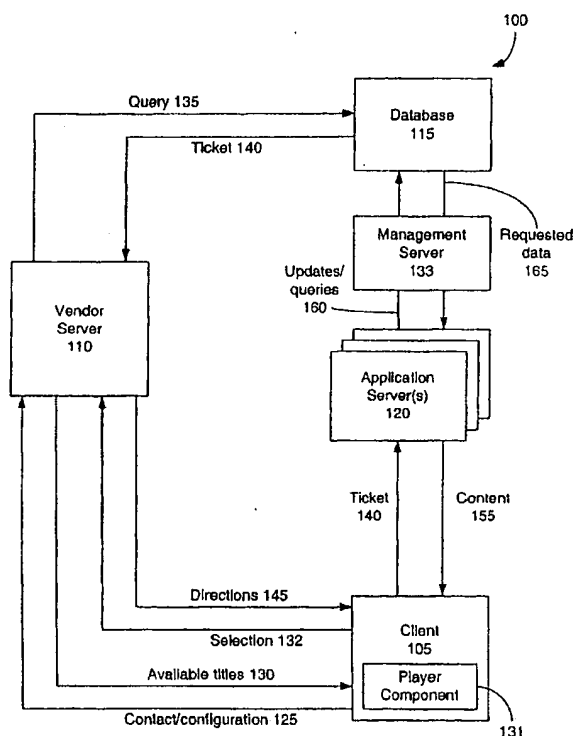 100
Query 135
Database
115
Ticket 140
Management
Server
133
Requested
data
165
Updates/
queries
160
Vendor
Server
110
Application
Server(s)
120
Ticket
140
Content
155
Directions 145
Selection 132
Client
105
Available titles 130
Player
Component
Contact/configuration 125
131